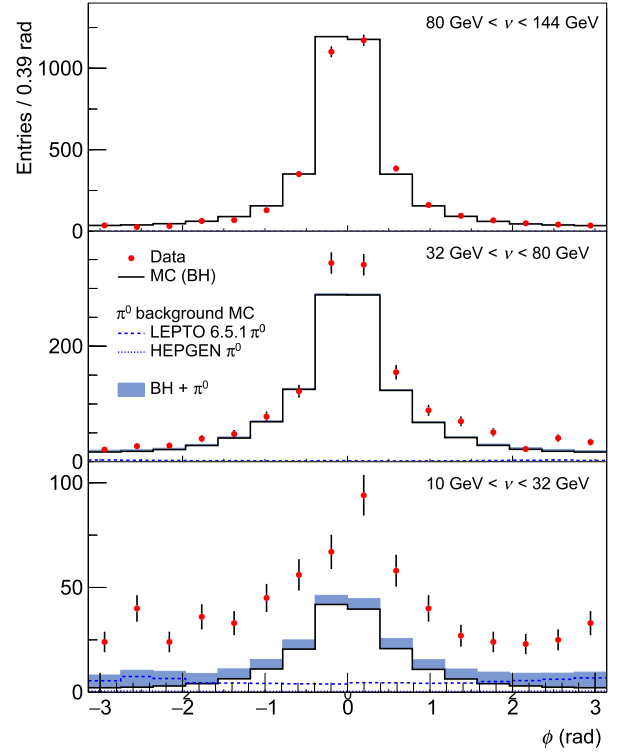 80 GeV < ν < 144 GeV
Entries / 0.39 rad
1000
500
0
32 GeV < ν < 80 GeV
Data
MC (BH)
π⁰ background MC
LEPTO 6.5.1 π⁰
HEPGEN π⁰
BH + π⁰
200
0
10 GeV < ν < 32 GeV
100
50
0
−3 −2 −1 0 1 2 3
ϕ (rad)